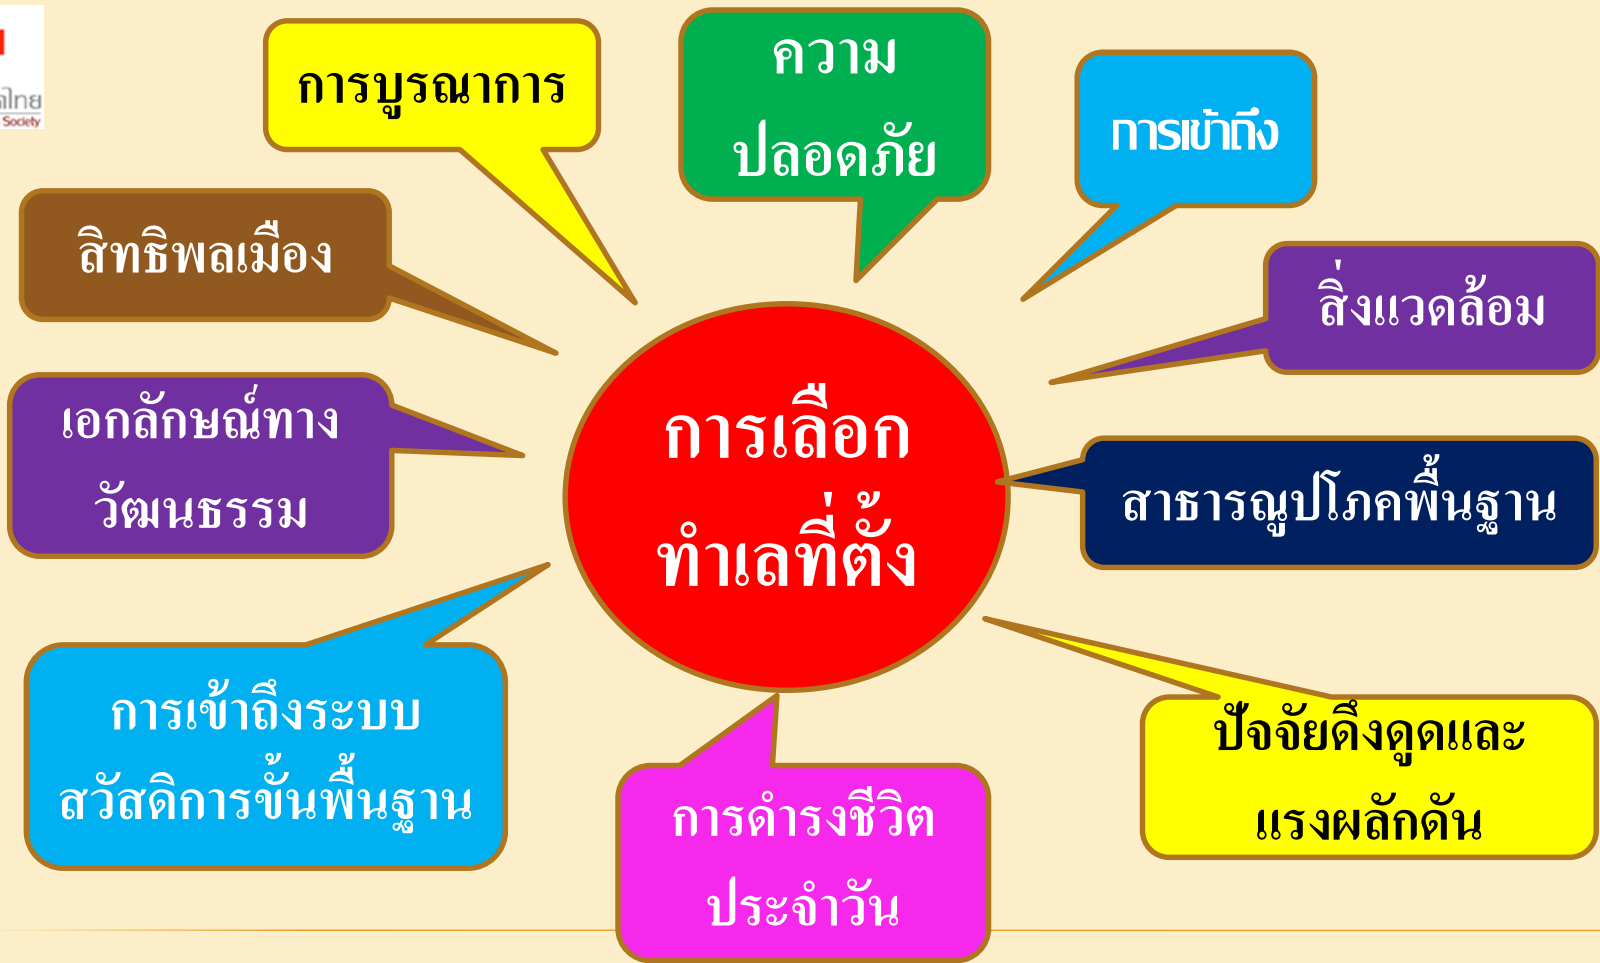 Society
การบูรณาการ
ความ
ปลอดภัย
การเข้าถึง
สิทธิพลเมือง
สิ่งแวดล้อม
เอกลักษณ์ทาง
วัฒนธรรม
การเลือก
ทำเลที่ตั้ง
สาธารณูปโภคพื้นฐาน
การเข้าถึงระบบ
สวัสดิการขั้นพื้นฐาน
ปัจจัยดึงดูดและ
แรงผลักดัน
การดำรงชีวิต
ประจำวัน